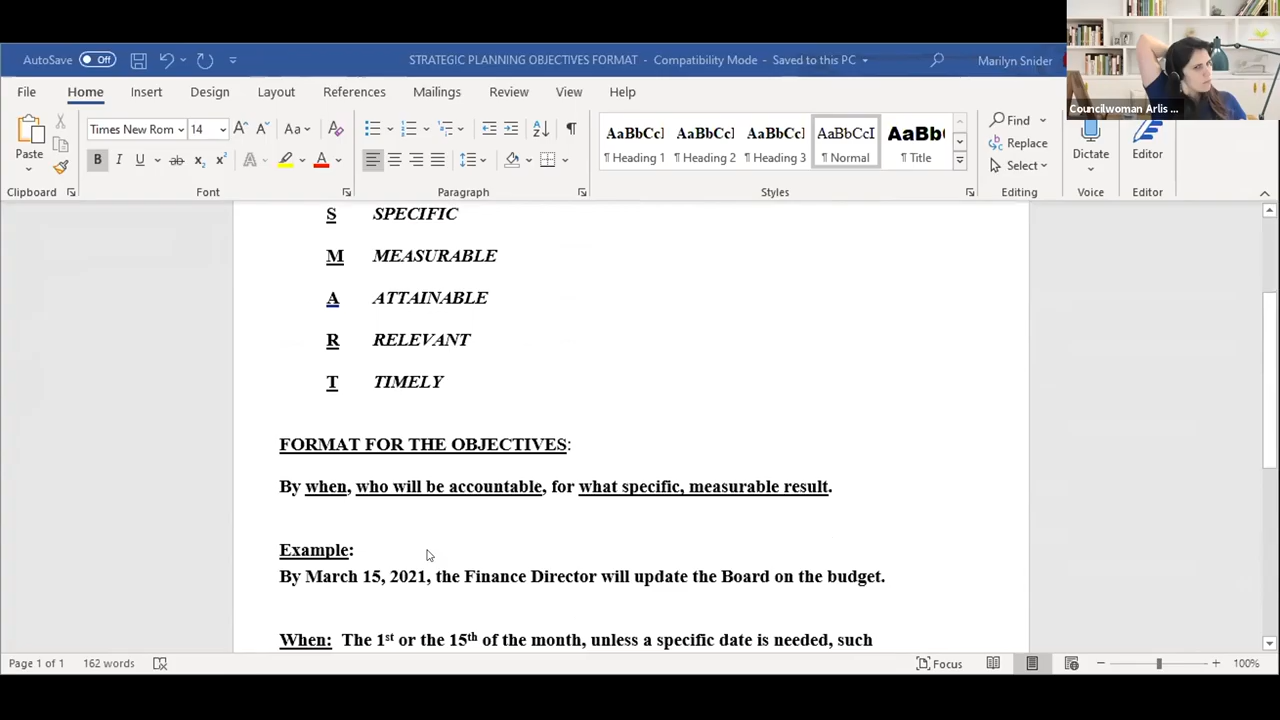 AutoSave Off STRATEGIC PLANNING OBJECTIVES FORMAT - Compatibility Mode - Saved to this PC Marilyn Snider
Councilwoman Arlis ...
File Home Insert Design Layout References Mailings Review View Help
Paste
Clipboard
Times New Rom 14
Font
Paragraph
AaBbCcI AaBbCcI AaBbCcI AaBbCcI AaBb(
¶ Heading 1 ¶ Heading 2 ¶ Heading 3 ¶ Normal ¶ Title
Styles
Find
Replace
Select
Editing
Dictate
Voice
Editor
Editor
S SPECIFIC
M MEASURABLE
A ATTAINABLE
R RELEVANT
T TIMELY
FORMAT FOR THE OBJECTIVES:
By when, who will be accountable, for what specific, measurable result.
Example:
By March 15, 2021, the Finance Director will update the Board on the budget.
When: The 1st or the 15th of the month, unless a specific date is needed, such
Page 1 of 1 162 words Focus 100%